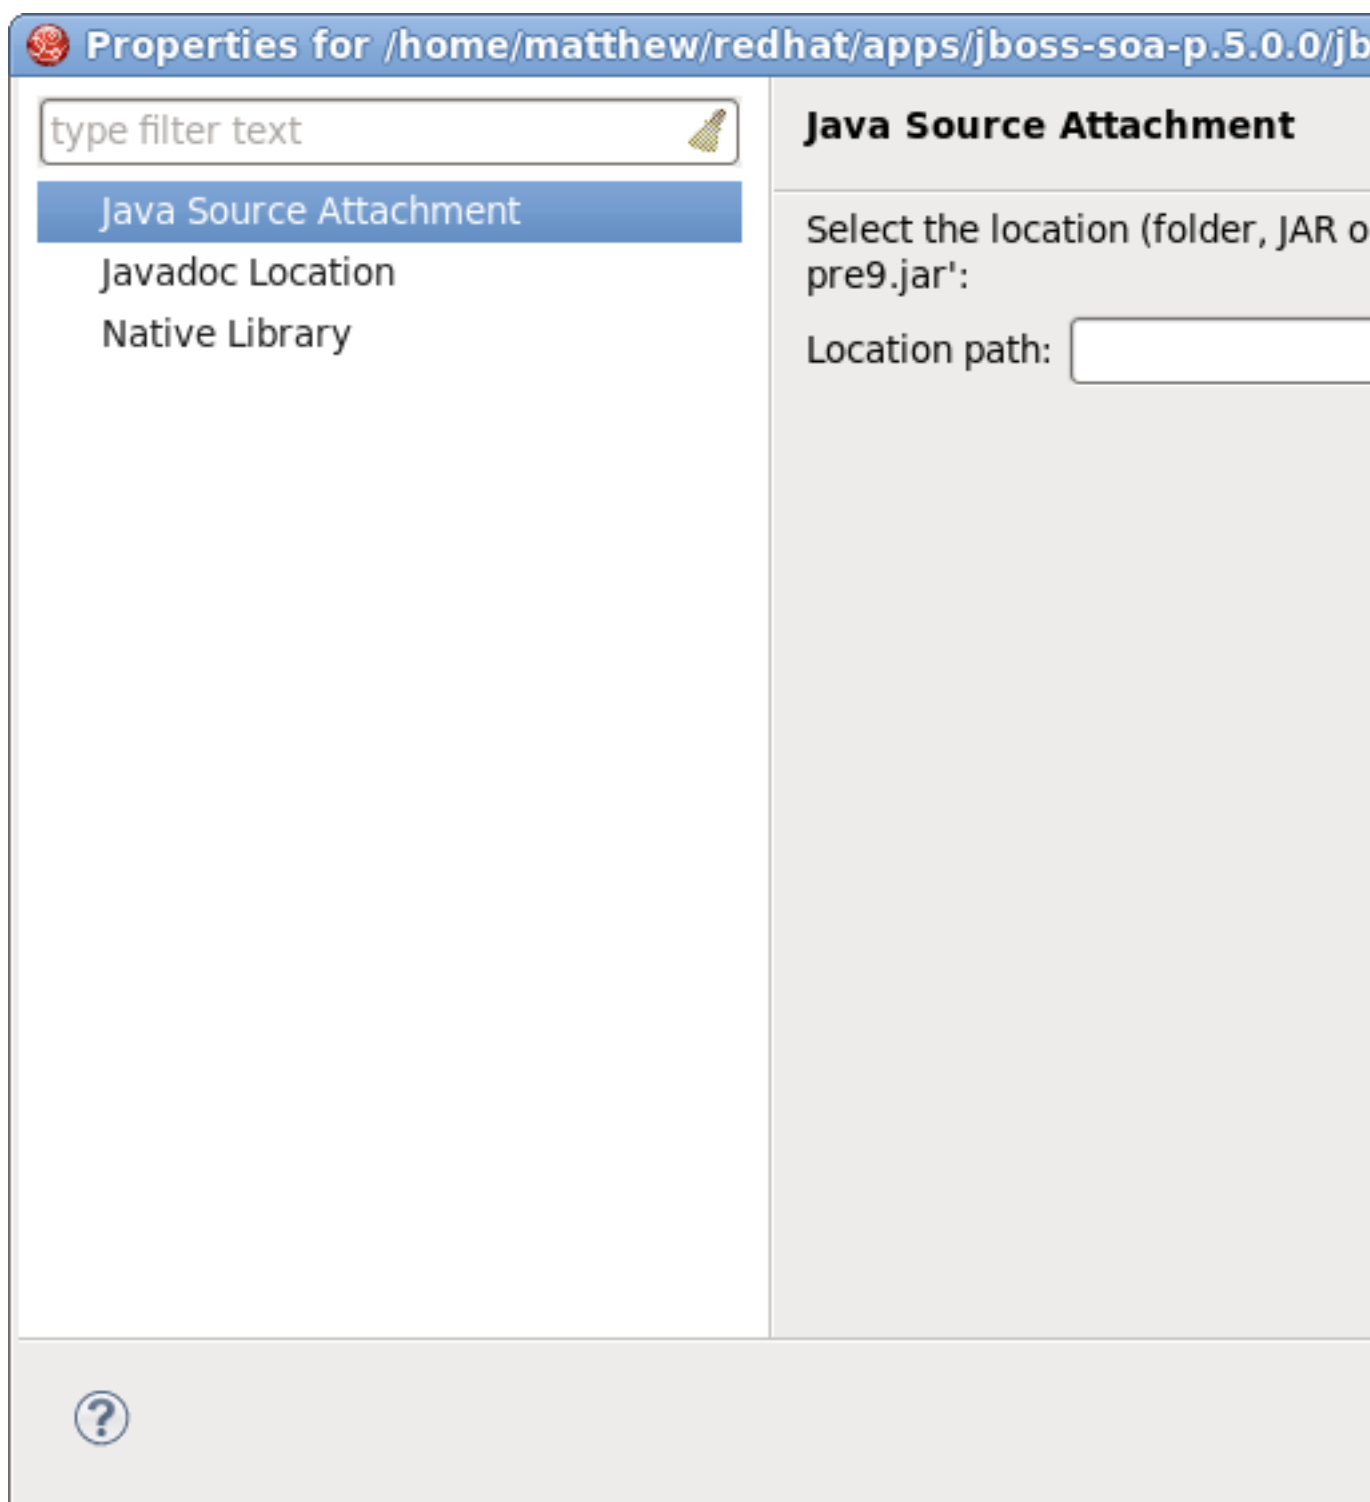 Properties for /home/matthew/redhat/apps/jboss-soa-p.5.0.0/jb
type filter text
Java Source Attachment
Javadoc Location
Native Library
Java Source Attachment
Select the location (folder, JAR o
pre9.jar':
Location path: